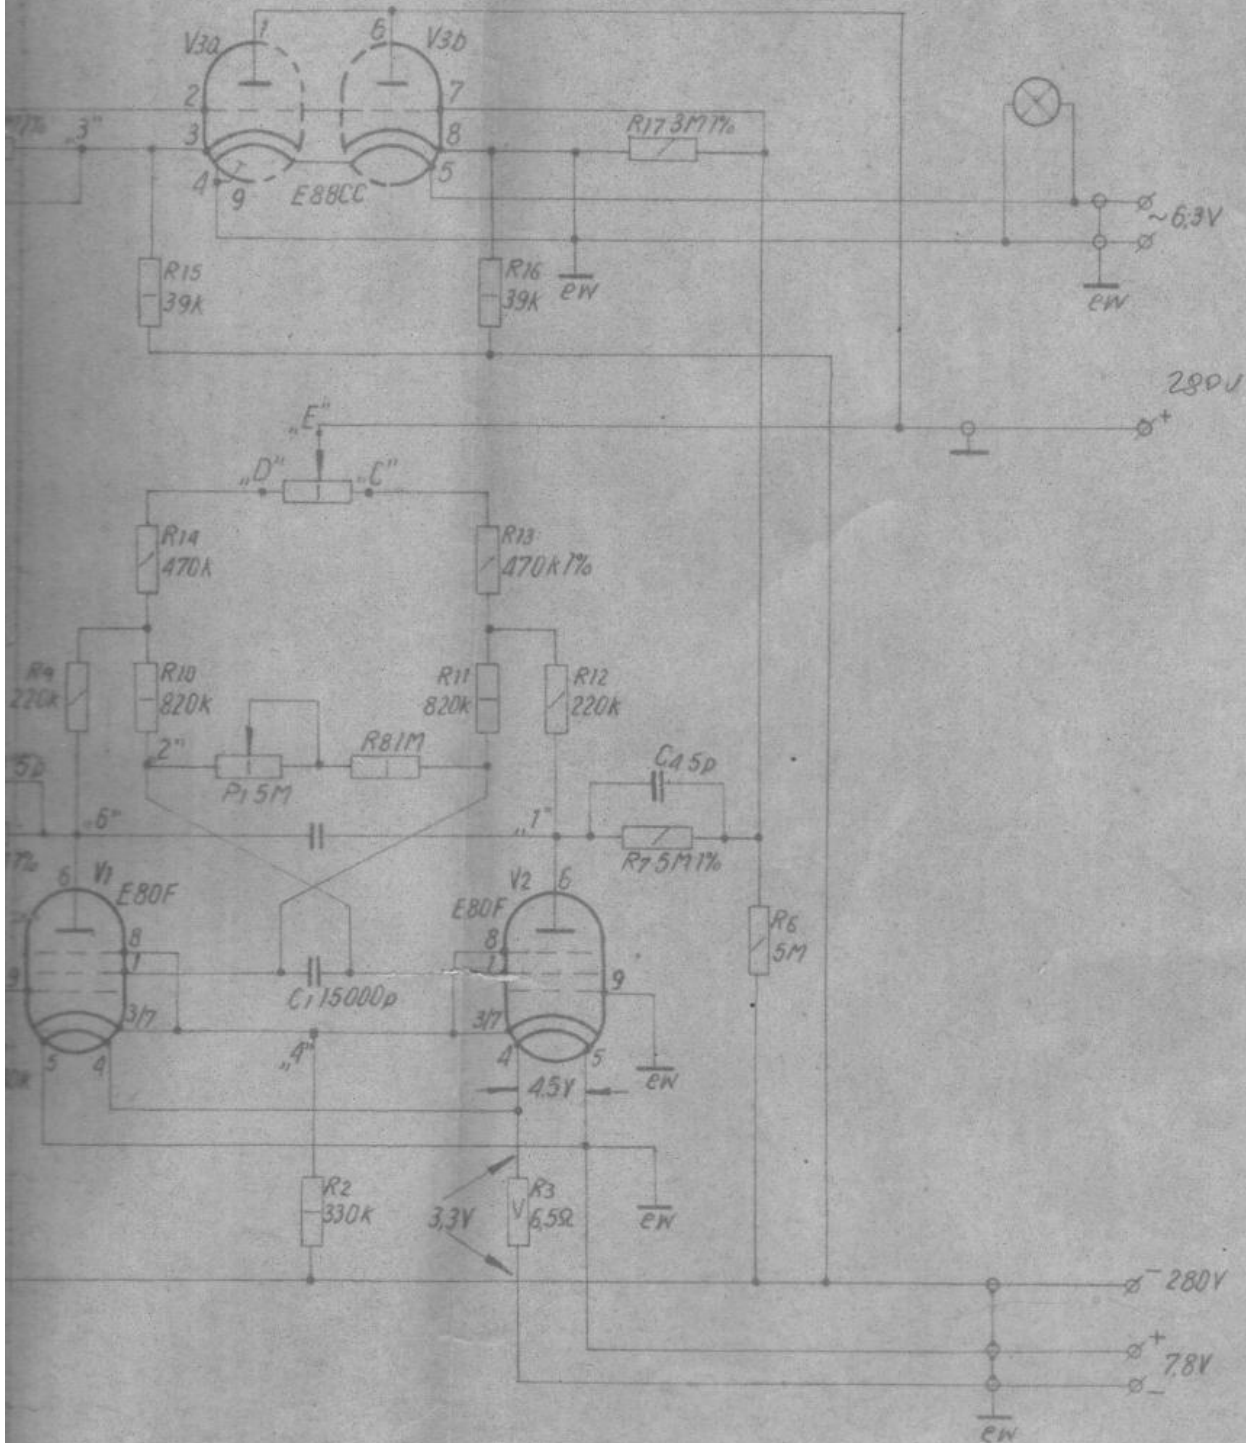 1 6
V3a V3b
2 7
1% „3" 3 8 R17 3M 1%
4 9 E88CC 5
~6,3V
R15 39k
R16 39k
ew
ew
280V
+
„E"
„D" „C"
R14 470k
R13 470k 1%
R9 220k
R10 820k
R11 820k
R12 220k
2" R8 1M
P1 5M
C4 5p
5p
„6" „1"
R7 5M 1%
1%
6 V1 E80F
V2 6
E80F
8 8
1 1
9 9
R6 5M
C1 15000p
3/7 3/7
„4"
5 4 4 5
ew
4,5V
R2 330k
3,3V
R3 6,5Ω
ew
- 280V
+
7,8V
-
ew